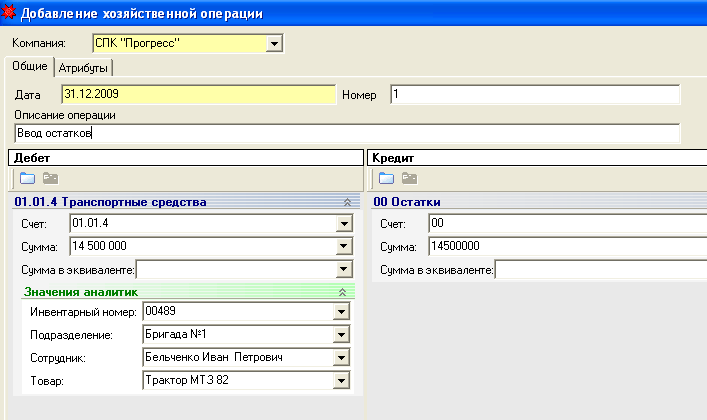 Добавление хозяйственной операции
Компания: СПК "Прогресс"
Общие Атрибуты
Дата 31.12.2009 Номер 1
Описание операции
Ввод остатков
Дебет Кредит
01.01.4 Транспортные средства 00 Остатки
Счет: 01.01.4 Счет: 00
Сумма: 14 500 000 Сумма: 14500000
Сумма в эквиваленте: Сумма в эквиваленте:
Значения аналитик
Инвентарный номер: 00489
Подразделение: Бригада №1
Сотрудник: Бельченко Иван Петрович
Товар: Трактор МТЗ 82